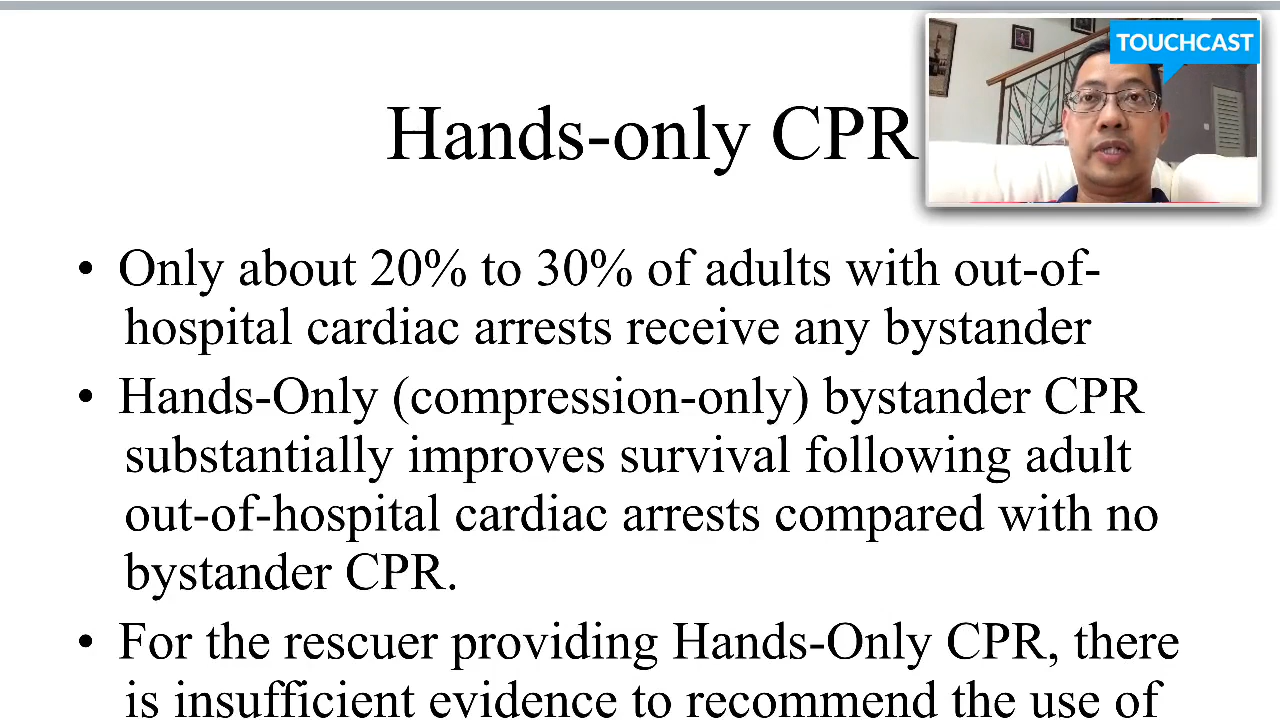 TOUCHCAST
Hands-only CPR
• Only about 20% to 30% of adults with out-of-
hospital cardiac arrests receive any bystander
• Hands-Only (compression-only) bystander CPR
substantially improves survival following adult
out-of-hospital cardiac arrests compared with no
bystander CPR.
• For the rescuer providing Hands-Only CPR, there
is insufficient evidence to recommend the use of